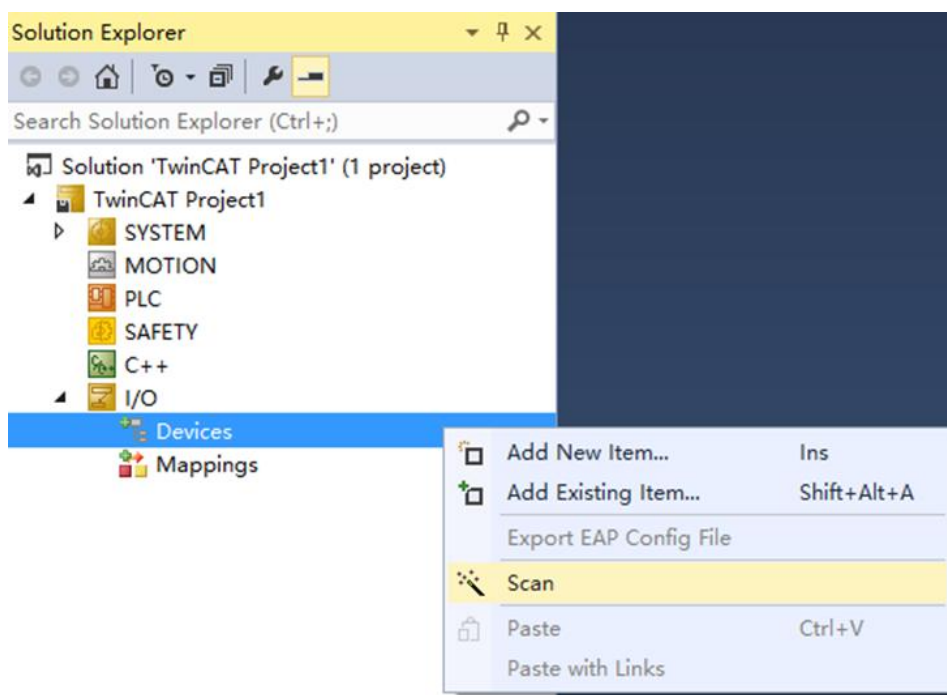 Solution Explorer
Search Solution Explorer (Ctrl+;)
Solution 'TwinCAT Project1' (1 project)
TwinCAT Project1
SYSTEM
MOTION
PLC
SAFETY
C++
I/O
Devices
Mappings
Add New Item... Ins
Add Existing Item... Shift+Alt+A
Export EAP Config File
Scan
Paste Ctrl+V
Paste with Links